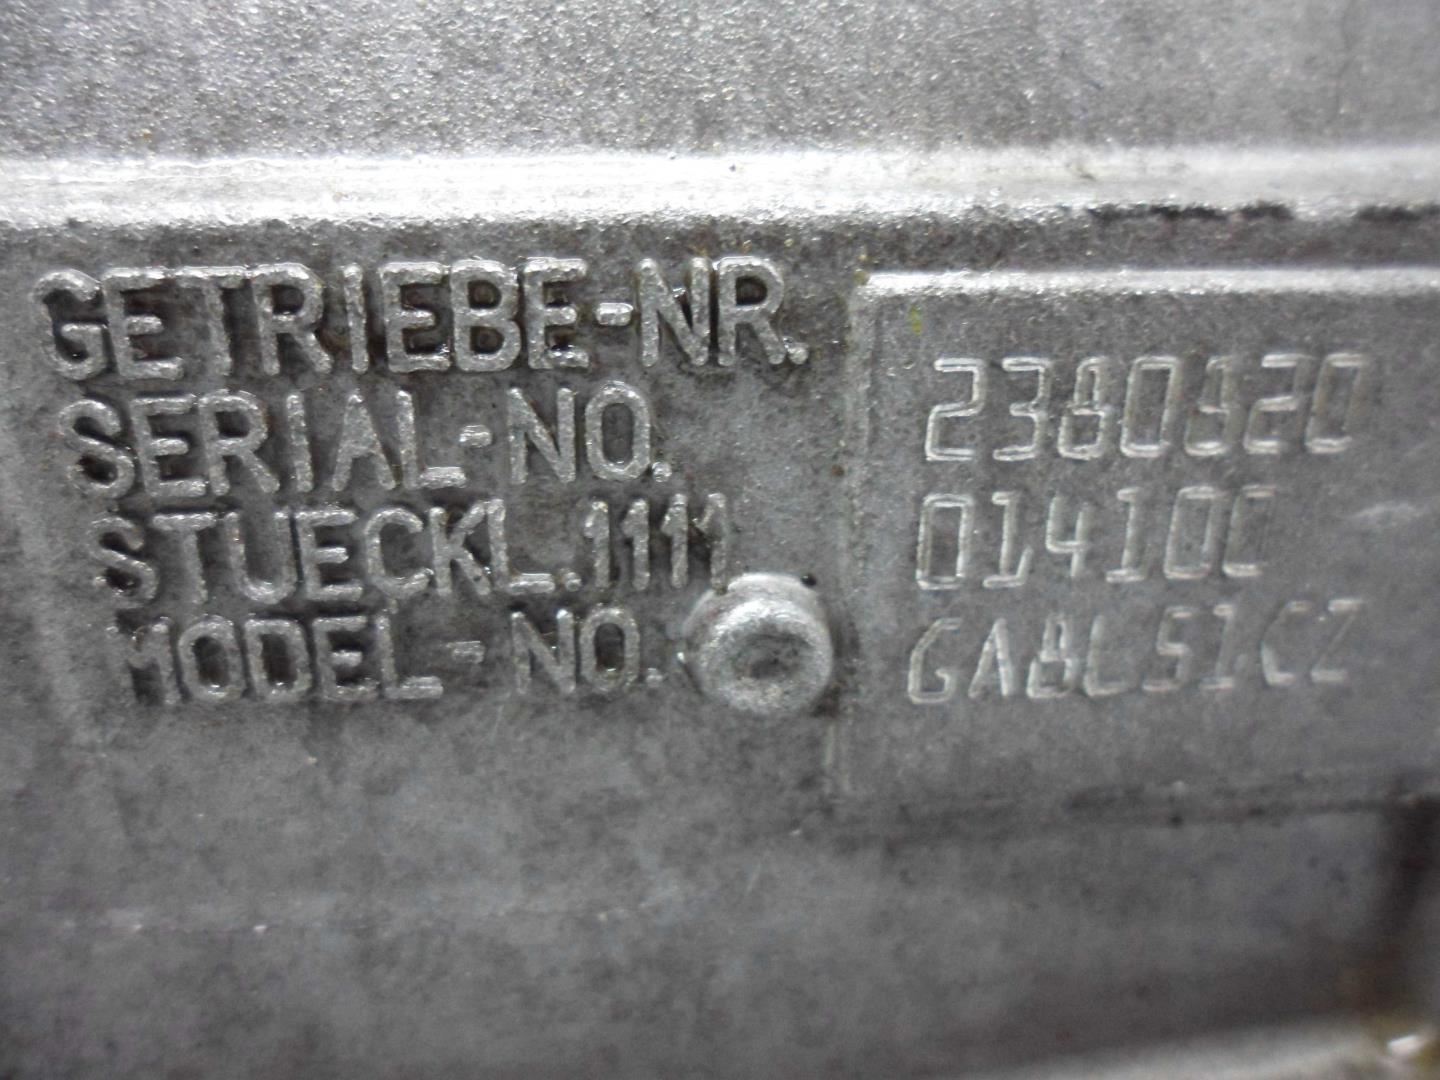 GETRIEBE-NR. 2380820
SERIAL-NO.
STUECKL.1111 014100
MODEL-NO. GA8L51CZ